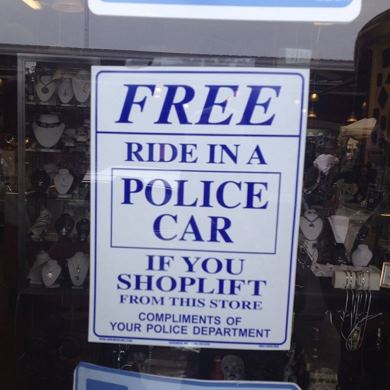 FREE
RIDE IN A
POLICE
CAR
IF YOU
SHOPLIFT
FROM THIS STORE
COMPLIMENTS OF
YOUR POLICE DEPARTMENT